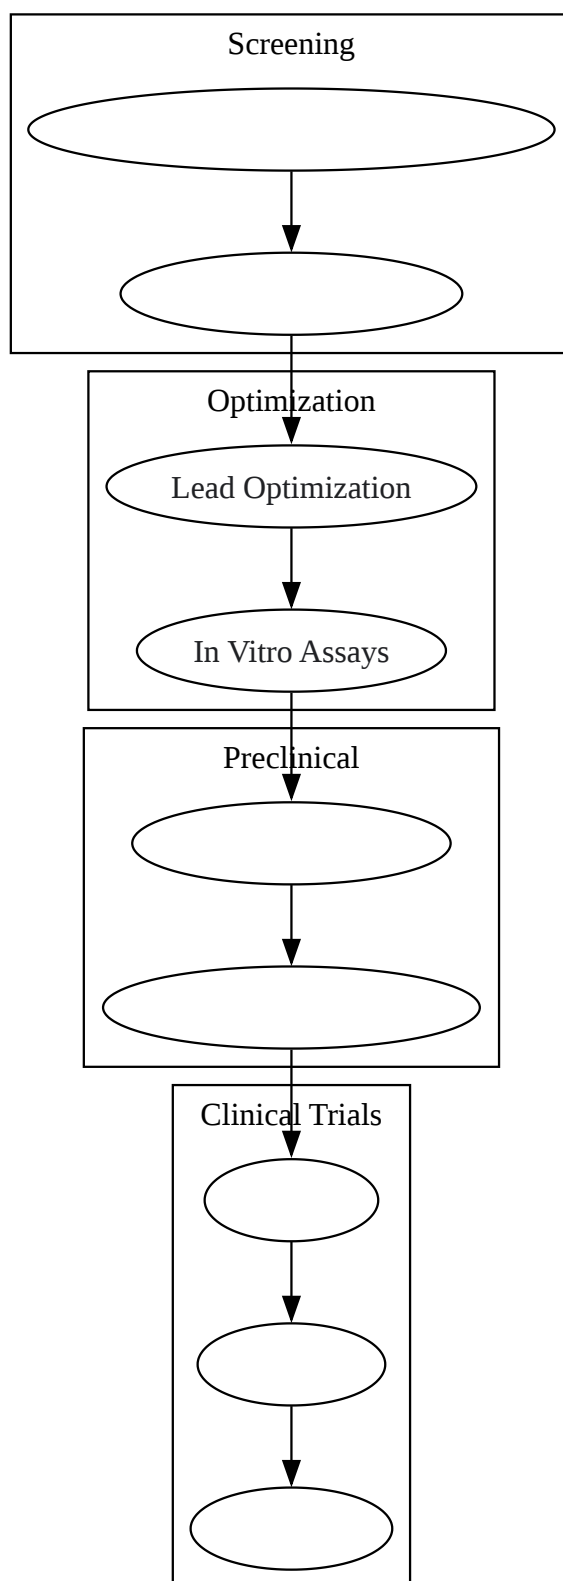 Screening
Optimization
Lead Optimization
In Vitro Assays
Preclinical
Clinical Trials